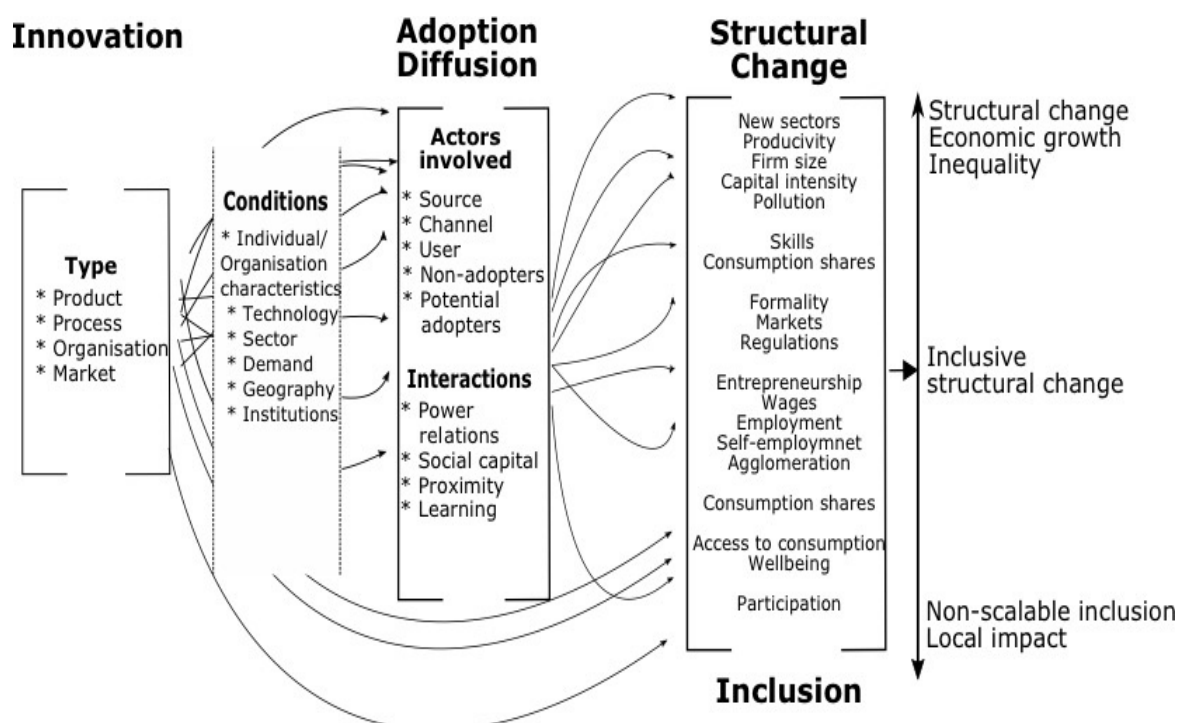 Innovation
Adoption
Diffusion
Structural
Change
Type
* Product
* Process
* Organisation
* Market
Conditions
* Individual/
Organisation
characteristics
* Technology
* Sector
* Demand
* Geography
* Institutions
Actors
involved
* Source
* Channel
* User
* Non-adopters
* Potential
adopters
Interactions
* Power
relations
* Social capital
* Proximity
* Learning
New sectors
Producivity
Firm size
Capital intensity
Pollution
Skills
Consumption shares
Formality
Markets
Regulations
Entrepreneurship
Wages
Employment
Self-employmnet
Agglomeration
Consumption shares
Access to consumption
Wellbeing
Participation
Inclusion
Structural change
Economic growth
Inequality
Inclusive
structural change
Non-scalable inclusion
Local impact